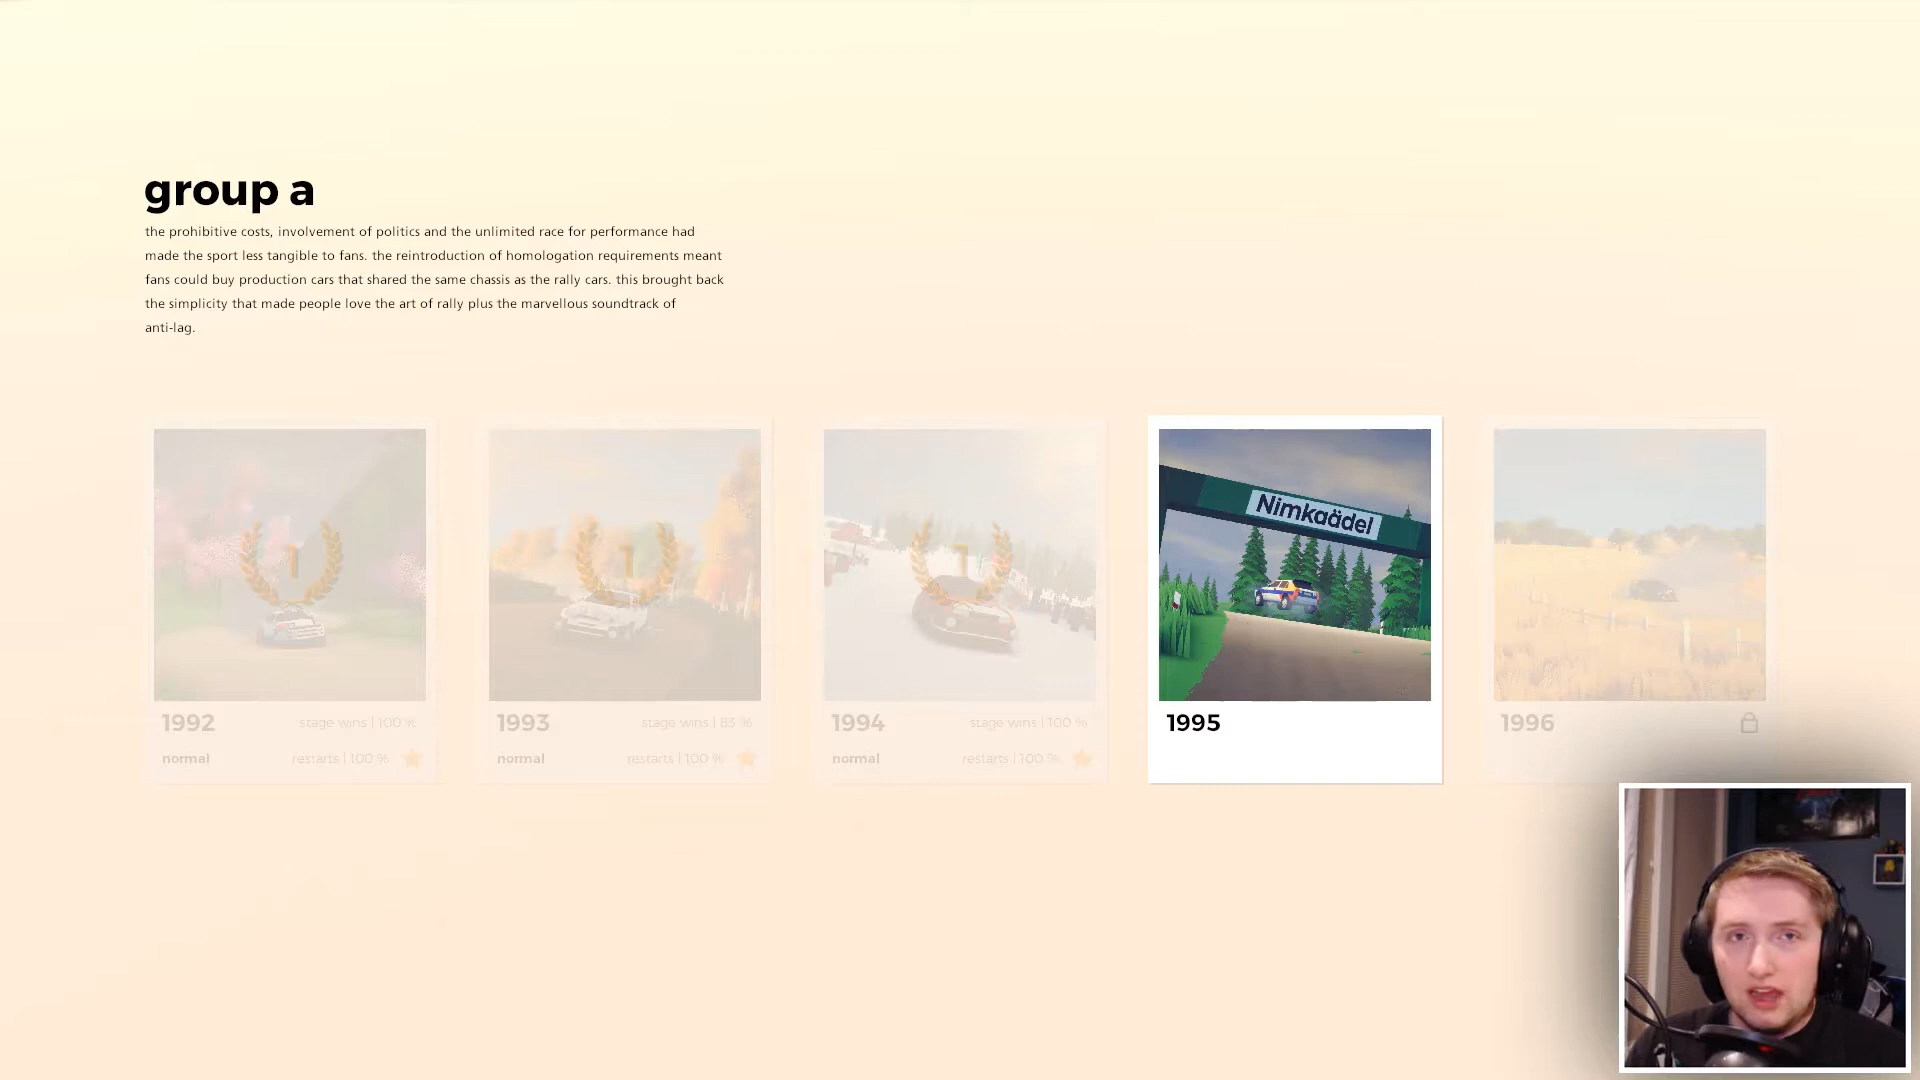 group a
the prohibitive costs, involvement of politics and the unlimited race for performance had
made the sport less tangible to fans. the reintroduction of homologation requirements meant
fans could buy production cars that shared the same chassis as the rally cars. this brought back
the simplicity that made people love the art of rally plus the marvellous soundtrack of
anti-lag.
1
1
1
Nimkaädel
1992 stage wins | 100 %
normal restarts | 100 %
1993 stage wins | 83 %
normal restarts | 100 %
1994 stage wins | 100 %
normal restarts | 100 %
1995
1996